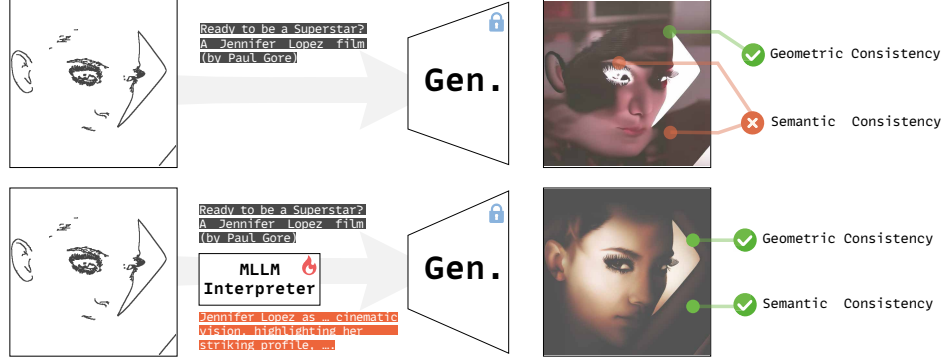 Ready to be a Superstar?
A Jennifer Lopez film
(by Paul Gore)
Gen.
Geometric Consistency
Semantic Consistency
Ready to be a Superstar?
A Jennifer Lopez film
(by Paul Gore)
MLLM
Interpreter
Jennifer Lopez as … cinematic
vision, highlighting her
striking profile, ….
Gen.
Geometric Consistency
Semantic Consistency